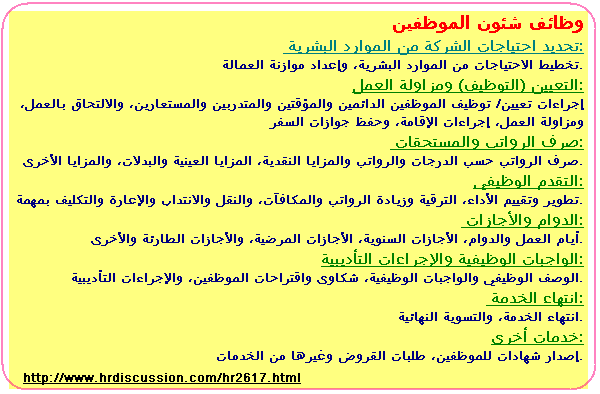 وظائف شئون الموظفين
تحديد احتياجات الشركة من الموارد البشرية:
تخطيط الاحتياجات من الموارد البشرية، وإعداد موازنة العمالة.
التعيين (التوظيف) ومزاولة العمل:
إجراءات تعيين/ توظيف الموظفين الدائمين والمؤقتين والمتدربين والمستعارين، والالتحاق بالعمل،
ومزاولة العمل، إجراءات الإقامة، وحفظ جوازات السفر
صرف الرواتب والمستحقات:
صرف الرواتب حسب الدرجات والرواتب والمزايا النقدية، المزايا العينية والبدلات، والمزايا الأخرى.
التقدم الوظيفي:
تطوير وتقييم الأداء، الترقية وزيادة الرواتب والمكافآت، والنقل والانتداب والإعارة والتكليف بمهمة.
الدوام والأجازات:
أيام العمل والدوام، الأجازات السنوية، الأجازات المرضية، والأجازات الطارئة والأخرى.
الواجبات الوظيفية والإجراءات التأديبية:
الوصف الوظيفي والواجبات الوظيفية، شكاوى واقتراحات الموظفين، والإجراءات التأديبية.
انتهاء الخدمة:
انتهاء الخدمة، والتسوية النهائية.
خدمات أخرى:
إصدار شهادات للموظفين، طلبات القروض وغيرها من الخدمات.
http://www.hrdiscussion.com/hr2617.html